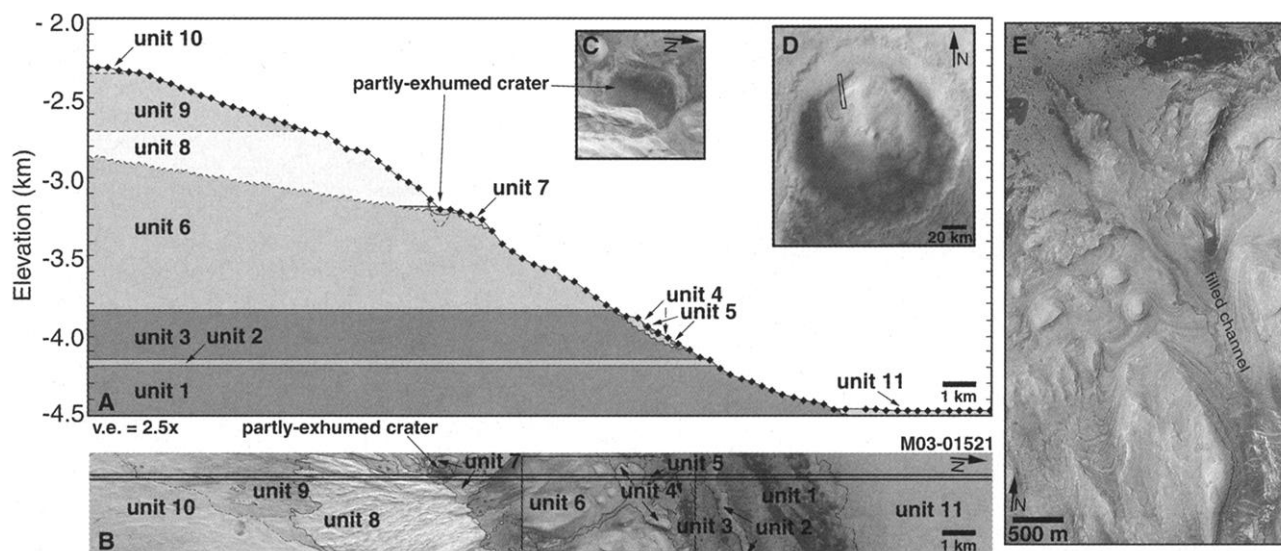 - 2.0
-2.5
-3.0
-3.5
-4.0
-4.5
Elevation (km)
unit 10
unit 9
unit 8
unit 6
unit 3
unit 2
unit 1
partly-exhumed crater
unit 7
unit 4
unit 5
unit 11
1 km
A
v.e. = 2.5x
C
N
D
N
20 km
partly-exhumed crater
M03-01521
unit 10
unit 9
unit 8
unit 7
unit 6
unit 5
unit 4
unit 3
unit 1
unit 2
unit 11
N
1 km
B
E
filled channel
N
500 m